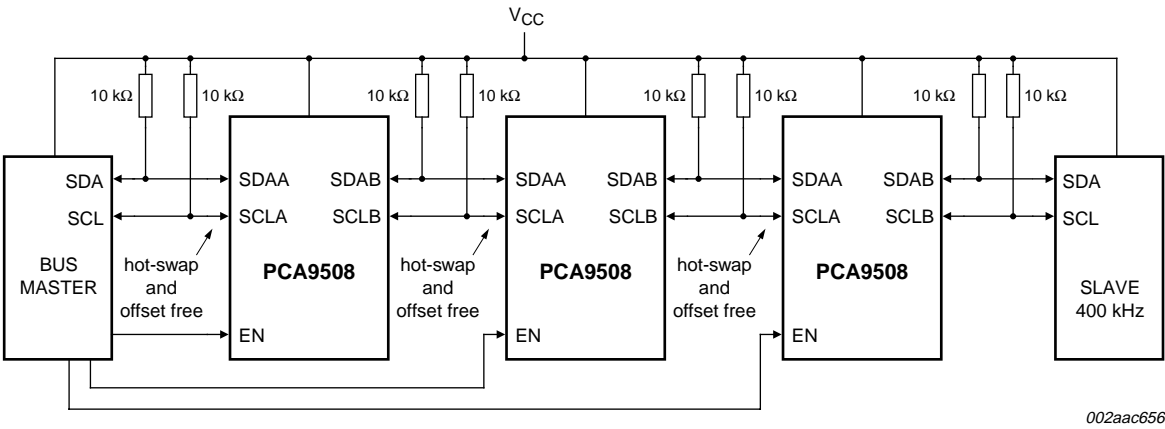 VCC
10 kΩ 10 kΩ 10 kΩ 10 kΩ 10 kΩ 10 kΩ 10 kΩ 10 kΩ
SDA SDAA SDAB SDAA SDAB SDAA SDAB SDA
SCL SCLA SCLB SCLA SCLB SCLA SCLB SCL
BUS
MASTER
hot-swap
and
offset free
PCA9508
EN
hot-swap
and
offset free
PCA9508
EN
hot-swap
and
offset free
PCA9508
EN
SLAVE
400 kHz
002aac656